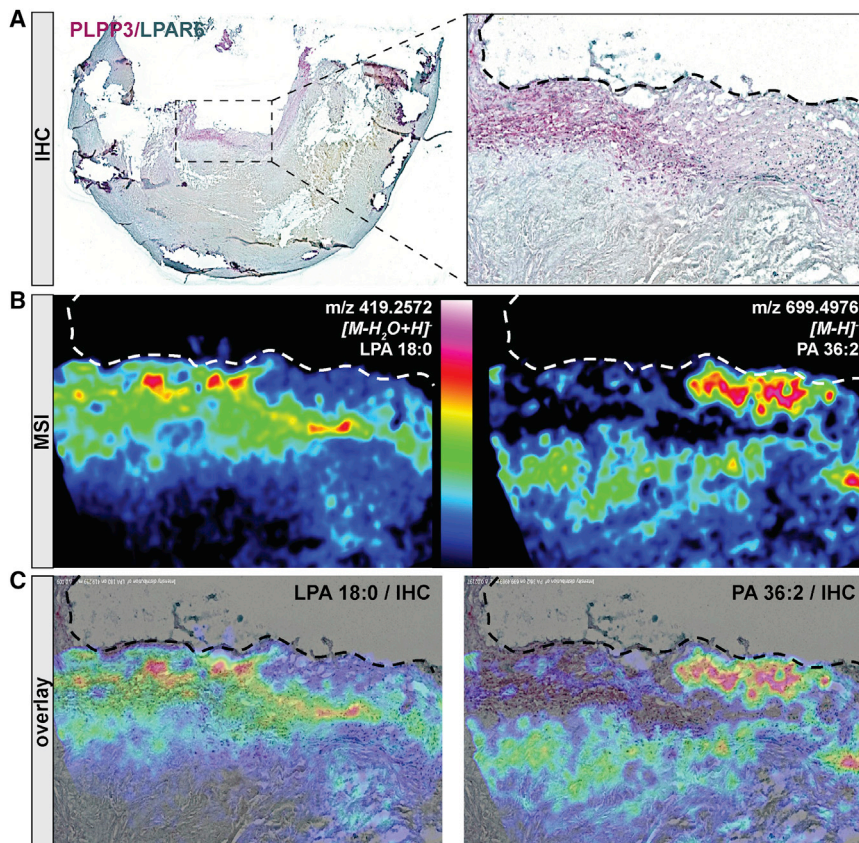 A
IHC
PLPP3/LPAR6
B
MSI
m/z 419.2572
[M-H₂O+H]⁻
LPA 18:0
m/z 699.4976
[M-H]⁻
PA 36:2
C
overlay
LPA 18:0 / IHC
PA 36:2 / IHC